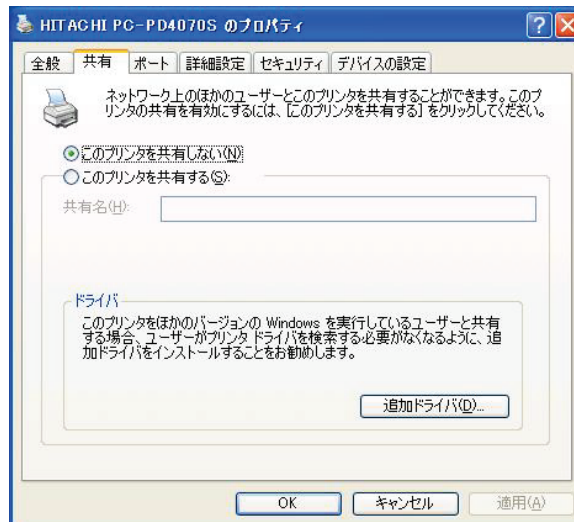 HITACHI PC-PD4070S のプロパティ
全般 共有 ポート 詳細設定 セキュリティ デバイスの設定
ネットワーク上のほかのユーザーとこのプリンタを共有することができます。このプ
リンタの共有を有効にするには、[このプリンタを共有する] をクリックしてください。
このプリンタを共有しない(N)
このプリンタを共有する(S):
共有名(H):
ドライバ
このプリンタをほかのバージョンの Windows を実行しているユーザーと共有
する場合、ユーザーがプリンタ ドライバを検索する必要がなくなるように、追
加ドライバをインストールすることをお勧めします。
追加ドライバ(D)...
OK キャンセル 適用(A)